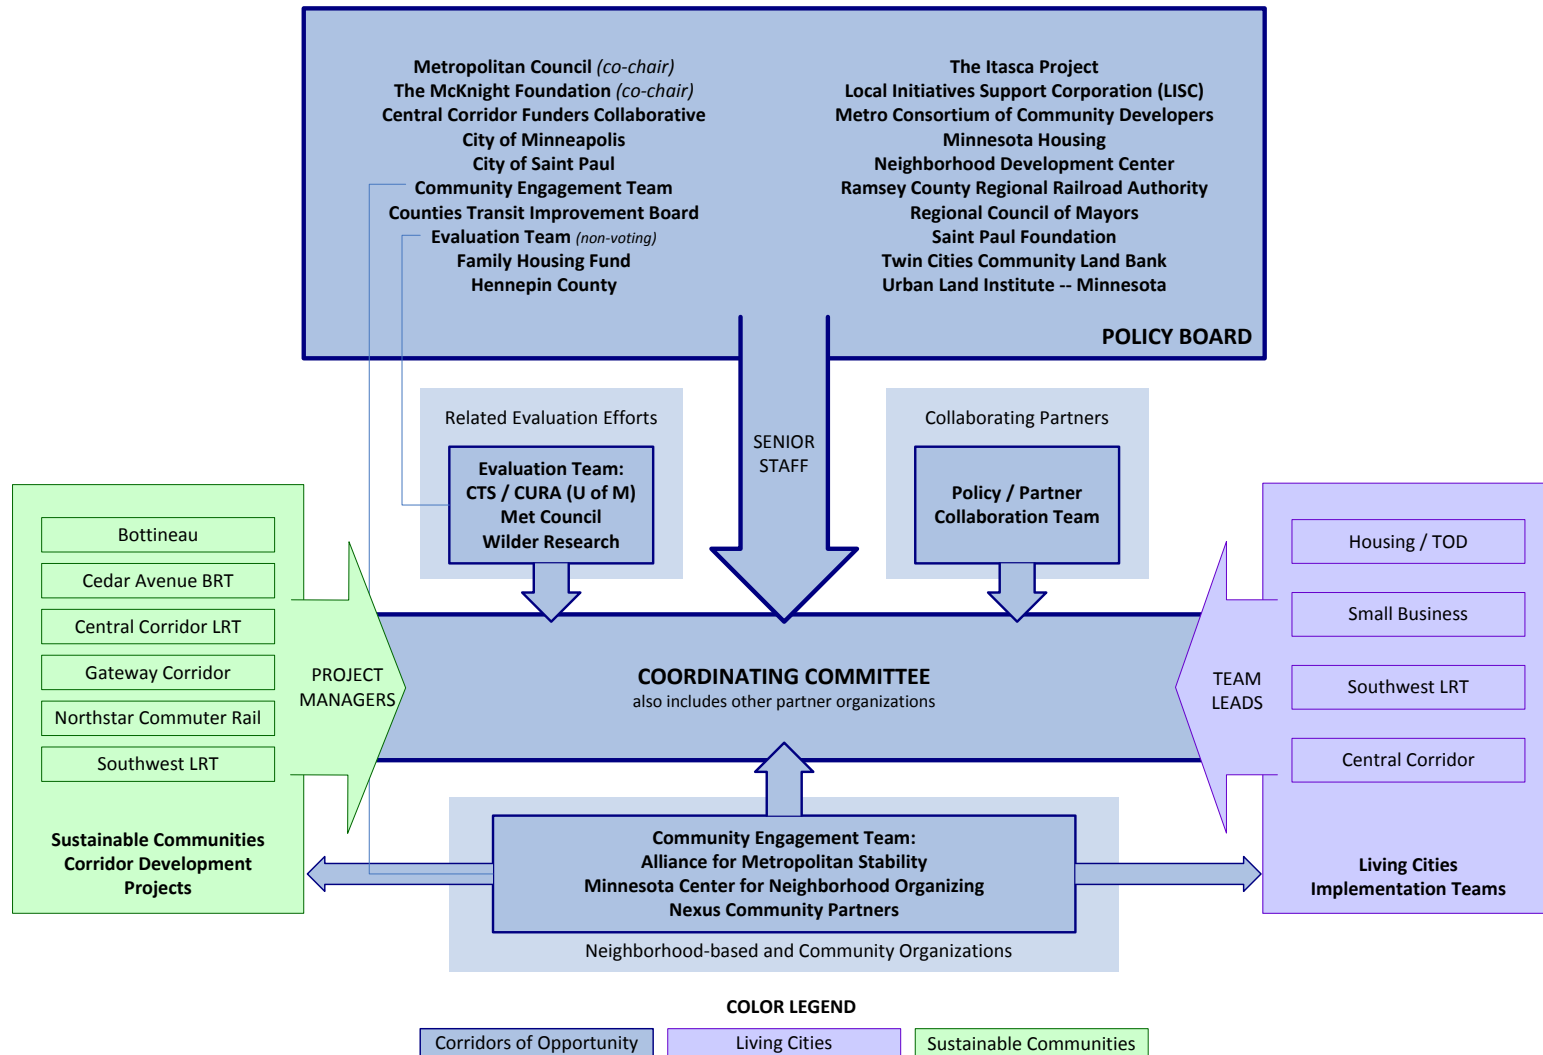 Metropolitan Council (co-chair)
The McKnight Foundation (co-chair)
Central Corridor Funders Collaborative
City of Minneapolis
City of Saint Paul
Community Engagement Team
Counties Transit Improvement Board
Evaluation Team (non-voting)
Family Housing Fund
Hennepin County
The Itasca Project
Local Initiatives Support Corporation (LISC)
Metro Consortium of Community Developers
Minnesota Housing
Neighborhood Development Center
Ramsey County Regional Railroad Authority
Regional Council of Mayors
Saint Paul Foundation
Twin Cities Community Land Bank
Urban Land Institute -- Minnesota
POLICY BOARD
Related Evaluation Efforts
Evaluation Team:
CTS / CURA (U of M)
Met Council
Wilder Research
SENIOR
STAFF
Collaborating Partners
Policy / Partner
Collaboration Team
Bottineau
Cedar Avenue BRT
Central Corridor LRT
Gateway Corridor
Northstar Commuter Rail
Southwest LRT
Sustainable Communities
Corridor Development
Projects
PROJECT
MANAGERS
COORDINATING COMMITTEE
also includes other partner organizations
TEAM
LEADS
Housing / TOD
Small Business
Southwest LRT
Central Corridor
Living Cities
Implementation Teams
Community Engagement Team:
Alliance for Metropolitan Stability
Minnesota Center for Neighborhood Organizing
Nexus Community Partners
Neighborhood-based and Community Organizations
COLOR LEGEND
Corridors of Opportunity
Living Cities
Sustainable Communities